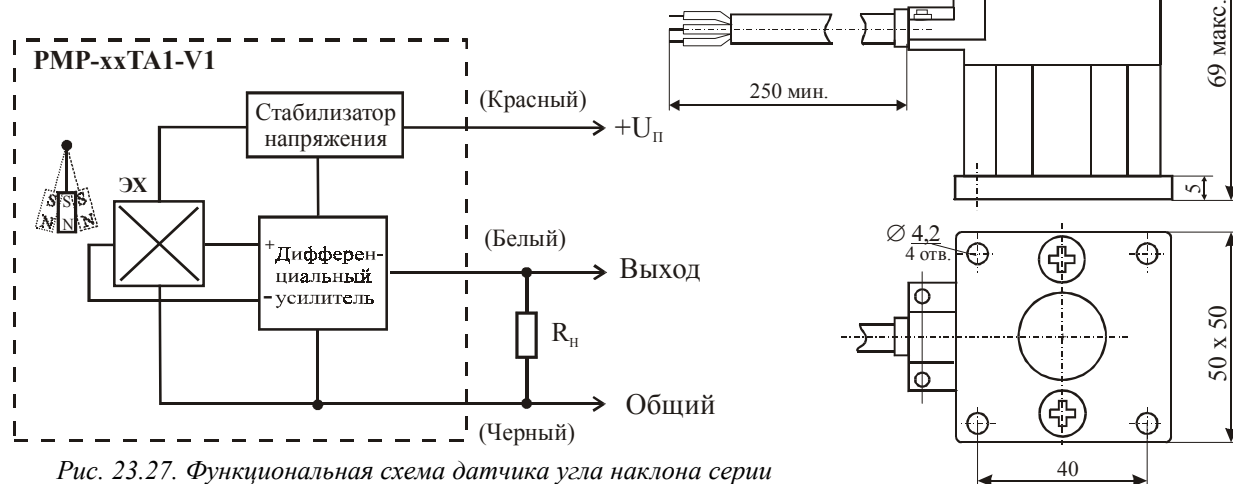 PMP-xxTA1-V1
Стабилизатор
напряжения
(Красный)
+Uп
ЭХ
S S S
N N N
+ Дифферен-
циальный
- усилитель
(Белый)
Выход
Rн
Общий
(Черный)
Рис. 23.27. Функциональная схема датчика угла наклона серии
250 мин.
69 макс.
5
∅ 4,2
4 отв.
50 x 50
40